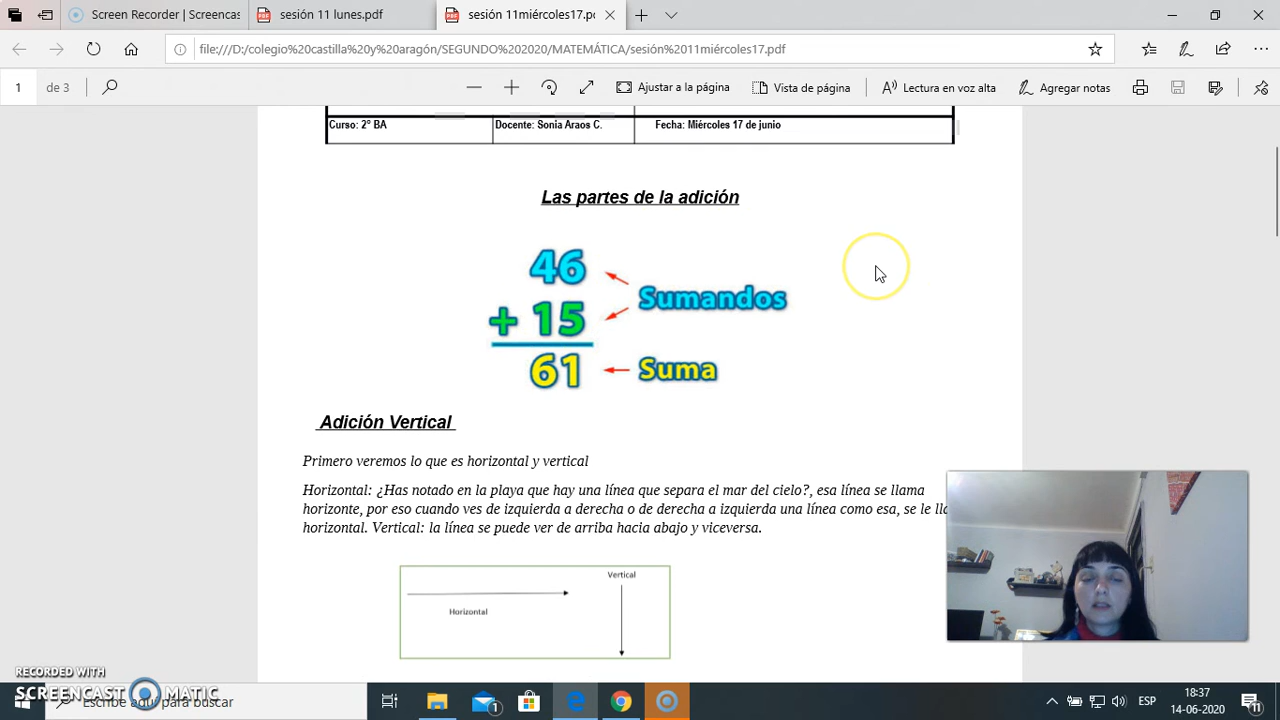 Screen Recorder | Screencas
sesión 11 lunes.pdf
sesión 11miércoles17.pc
file:///D:/colegio%20castilla%20y%20aragón/SEGUNDO%202020/MATEMÁTICA/sesión%2011miércoles17.pdf
1 de 3
Ajustar a la página
Vista de página
Lectura en voz alta
Agregar notas
Curso: 2° BA
Docente: Sonia Araos C.
Fecha: Miércoles 17 de junio
Las partes de la adición
46
+ 15
Sumandos
61
Suma
Adición Vertical
Primero veremos lo que es horizontal y vertical
Horizontal: ¿Has notado en la playa que hay una línea que separa el mar del cielo?, esa línea se llama
horizonte, por eso cuando ves de izquierda a derecha o de derecha a izquierda una línea como esa, se le lla
horizontal. Vertical: la línea se puede ver de arriba hacia abajo y viceversa.
Vertical
Horizontal
RECORDED WITH
SCREENCAST MATIC
Escribe aquí para buscar
1
ESP
18:37
14-06-2020
11